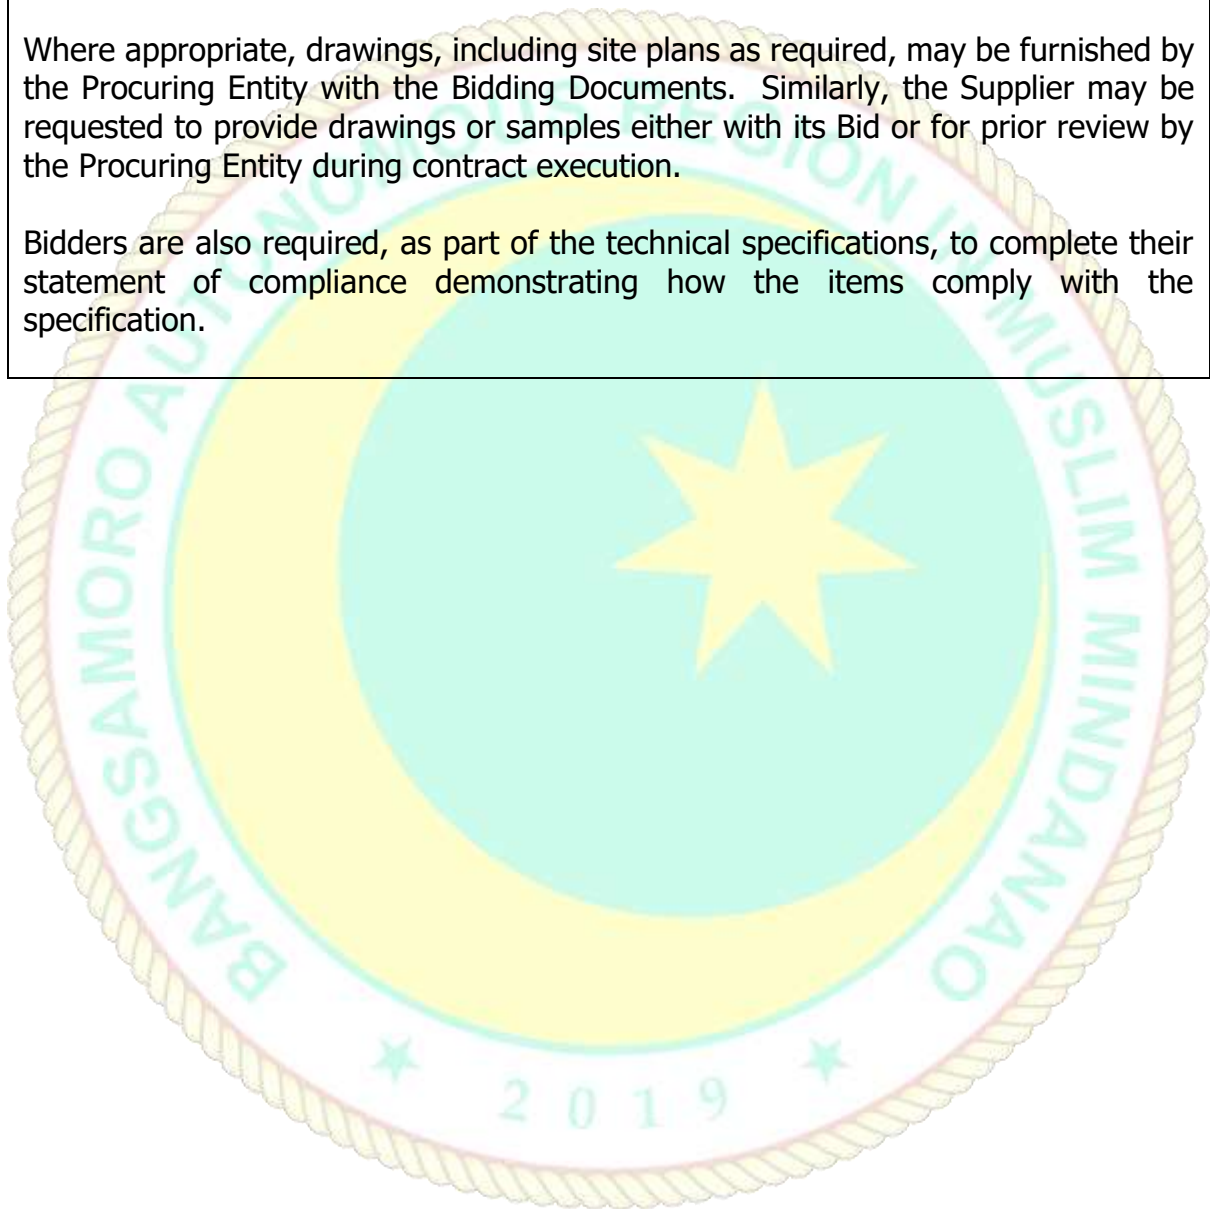 Where appropriate, drawings, including site plans as required, may be furnished by
the Procuring Entity with the Bidding Documents. Similarly, the Supplier may be
requested to provide drawings or samples either with its Bid or for prior review by
the Procuring Entity during contract execution.
Bidders are also required, as part of the technical specifications, to complete their
statement of compliance demonstrating how the items comply with the
specification.
BANGSAMORO AUTONOMOUS REGION IN MUSLIM MINDANAO
2019